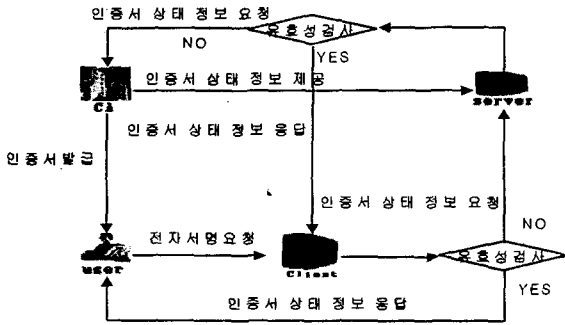 인증서 상태 정보 요청
유효성검사
NO
YES
인증서 상태 정보 제공
CA
server
인증서 상태 정보 응답
인증서발급
인증서 상태 정보 요청
전자서명요청
NO
user
Client
유효성검사
YES
인증서 상태 정보 응답